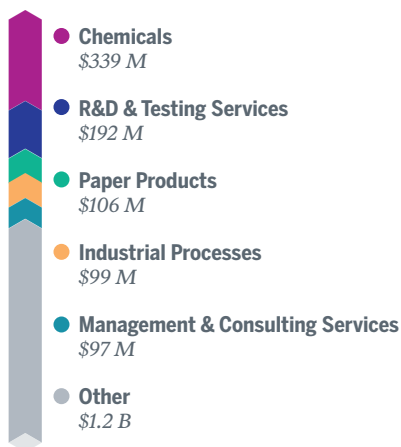 Chemicals
$339 M
R&D & Testing Services
$192 M
Paper Products
$106 M
Industrial Processes
$99 M
Management & Consulting Services
$97 M
Other
$1.2 B